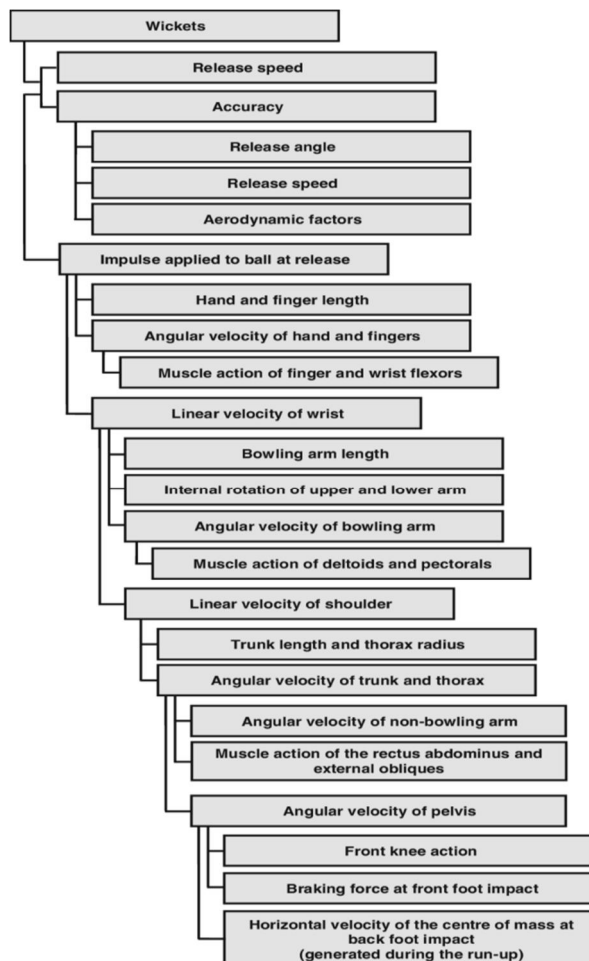 Wickets
Release speed
Accuracy
Release angle
Release speed
Aerodynamic factors
Impulse applied to ball at release
Hand and finger length
Angular velocity of hand and fingers
Muscle action of finger and wrist flexors
Linear velocity of wrist
Bowling arm length
Internal rotation of upper and lower arm
Angular velocity of bowling arm
Muscle action of deltoids and pectorals
Linear velocity of shoulder
Trunk length and thorax radius
Angular velocity of trunk and thorax
Angular velocity of non-bowling arm
Muscle action of the rectus abdominus and
external obliques
Angular velocity of pelvis
Front knee action
Braking force at front foot impact
Horizontal velocity of the centre of mass at
back foot impact
(generated during the run-up)